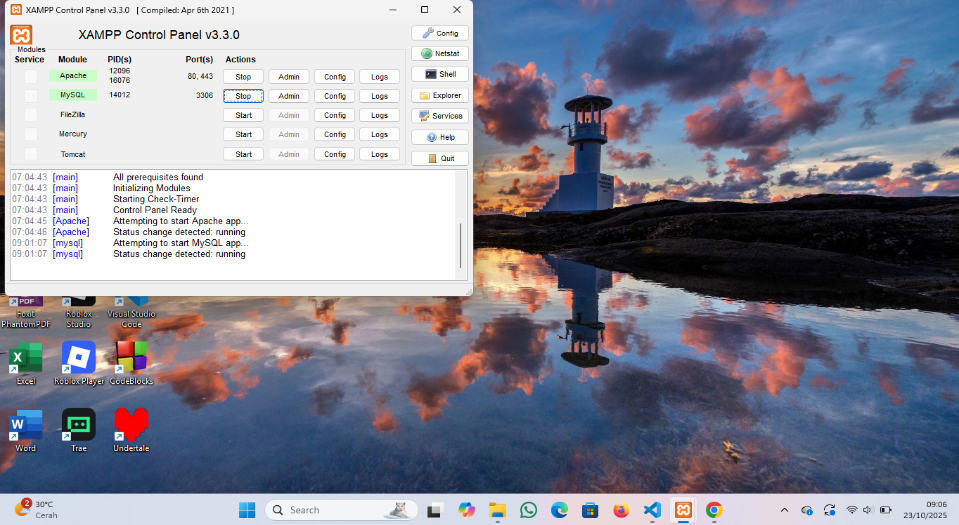 XAMPP Control Panel v3.3.0 [ Compiled: Apr 6th 2021 ]
XAMPP Control Panel v3.3.0
Config
Modules
Service Module PID(s) Port(s) Actions
Netstat
Apache 12096 16076 80, 443 Stop Admin Config Logs
Shell
MySQL 14012 3306 Stop Admin Config Logs
Explorer
FileZilla Start Admin Config Logs
Services
Mercury Start Admin Config Logs
Help
Tomcat Start Admin Config Logs
Quit
07:04:43 [main] All prerequisites found
07:04:43 [main] Initializing Modules
07:04:43 [main] Starting Check-Timer
07:04:43 [main] Control Panel Ready
07:04:45 [Apache] Attempting to start Apache app...
07:04:46 [Apache] Status change detected: running
09:01:07 [mysql] Attempting to start MySQL app...
09:01:07 [mysql] Status change detected: running
PDF
Foxit PhantomPDF
Roblox Studio
Visual Studio Code
Excel
Roblox Player
CodeBlocks
Word
Trae
Undertale
2
30°C
Cerah
Search
09:06
23/10/2025